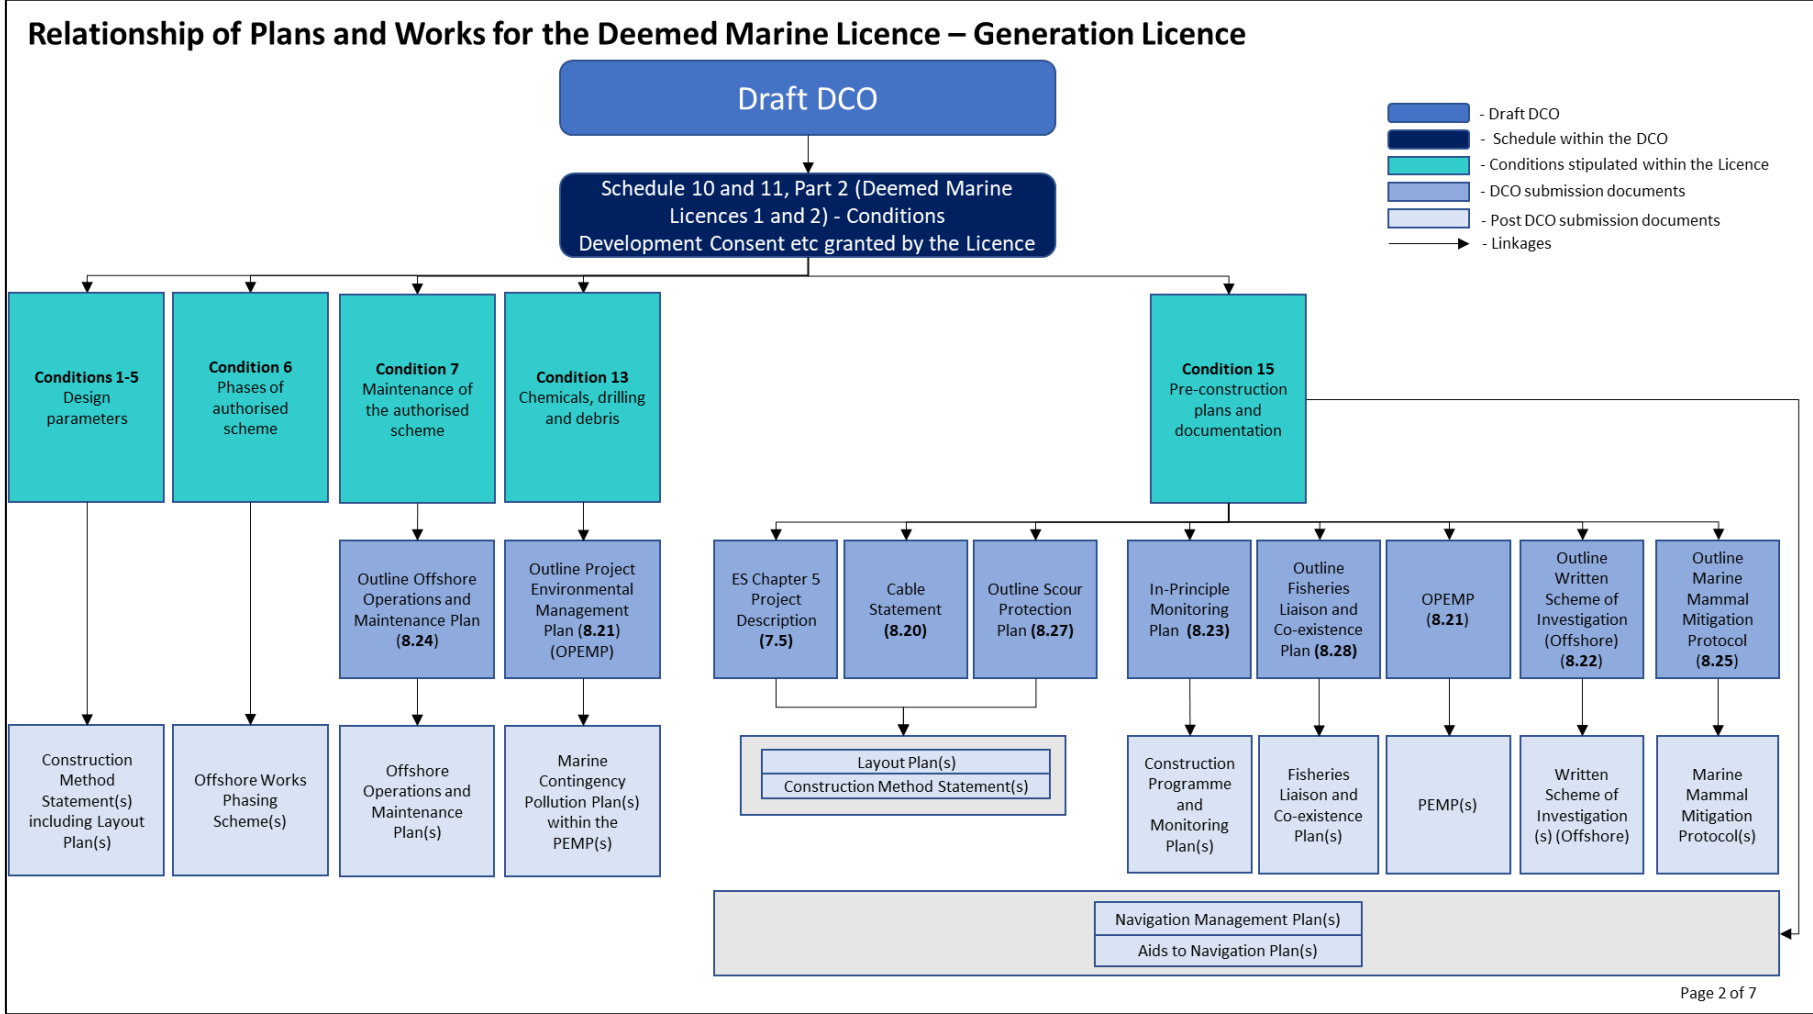 Relationship of Plans and Works for the Deemed Marine Licence – Generation Licence
Draft DCO
- Draft DCO
- Schedule within the DCO
- Conditions stipulated within the Licence
- DCO submission documents
- Post DCO submission documents
- Linkages
Schedule 10 and 11, Part 2 (Deemed Marine
Licences 1 and 2) - Conditions
Development Consent etc granted by the Licence
Conditions 1-5
Design
parameters
Condition 6
Phases of
authorised
scheme
Condition 7
Maintenance of
the authorised
scheme
Condition 13
Chemicals, drilling
and debris
Condition 15
Pre-construction
plans and
documentation
Outline Offshore
Operations and
Maintenance Plan
(8.24)
Outline Project
Environmental
Management
Plan (8.21)
(OPEMP)
ES Chapter 5
Project
Description
(7.5)
Cable
Statement
(8.20)
Outline Scour
Protection
Plan (8.27)
In-Principle
Monitoring
Plan (8.23)
Outline
Fisheries
Liaison and
Co-existence
Plan (8.28)
OPEMP
(8.21)
Outline
Written
Scheme of
Investigation
(Offshore)
(8.22)
Outline
Marine
Mammal
Mitigation
Protocol
(8.25)
Construction
Method
Statement(s)
including Layout
Plan(s)
Offshore Works
Phasing
Scheme(s)
Offshore
Operations and
Maintenance
Plan(s)
Marine
Contingency
Pollution Plan(s)
within the
PEMP(s)
Layout Plan(s)
Construction Method Statement(s)
Construction
Programme
and
Monitoring
Plan(s)
Fisheries
Liaison and
Co-existence
Plan(s)
PEMP(s)
Written
Scheme of
Investigation
(s) (Offshore)
Marine
Mammal
Mitigation
Protocol(s)
Navigation Management Plan(s)
Aids to Navigation Plan(s)
Page 2 of 7